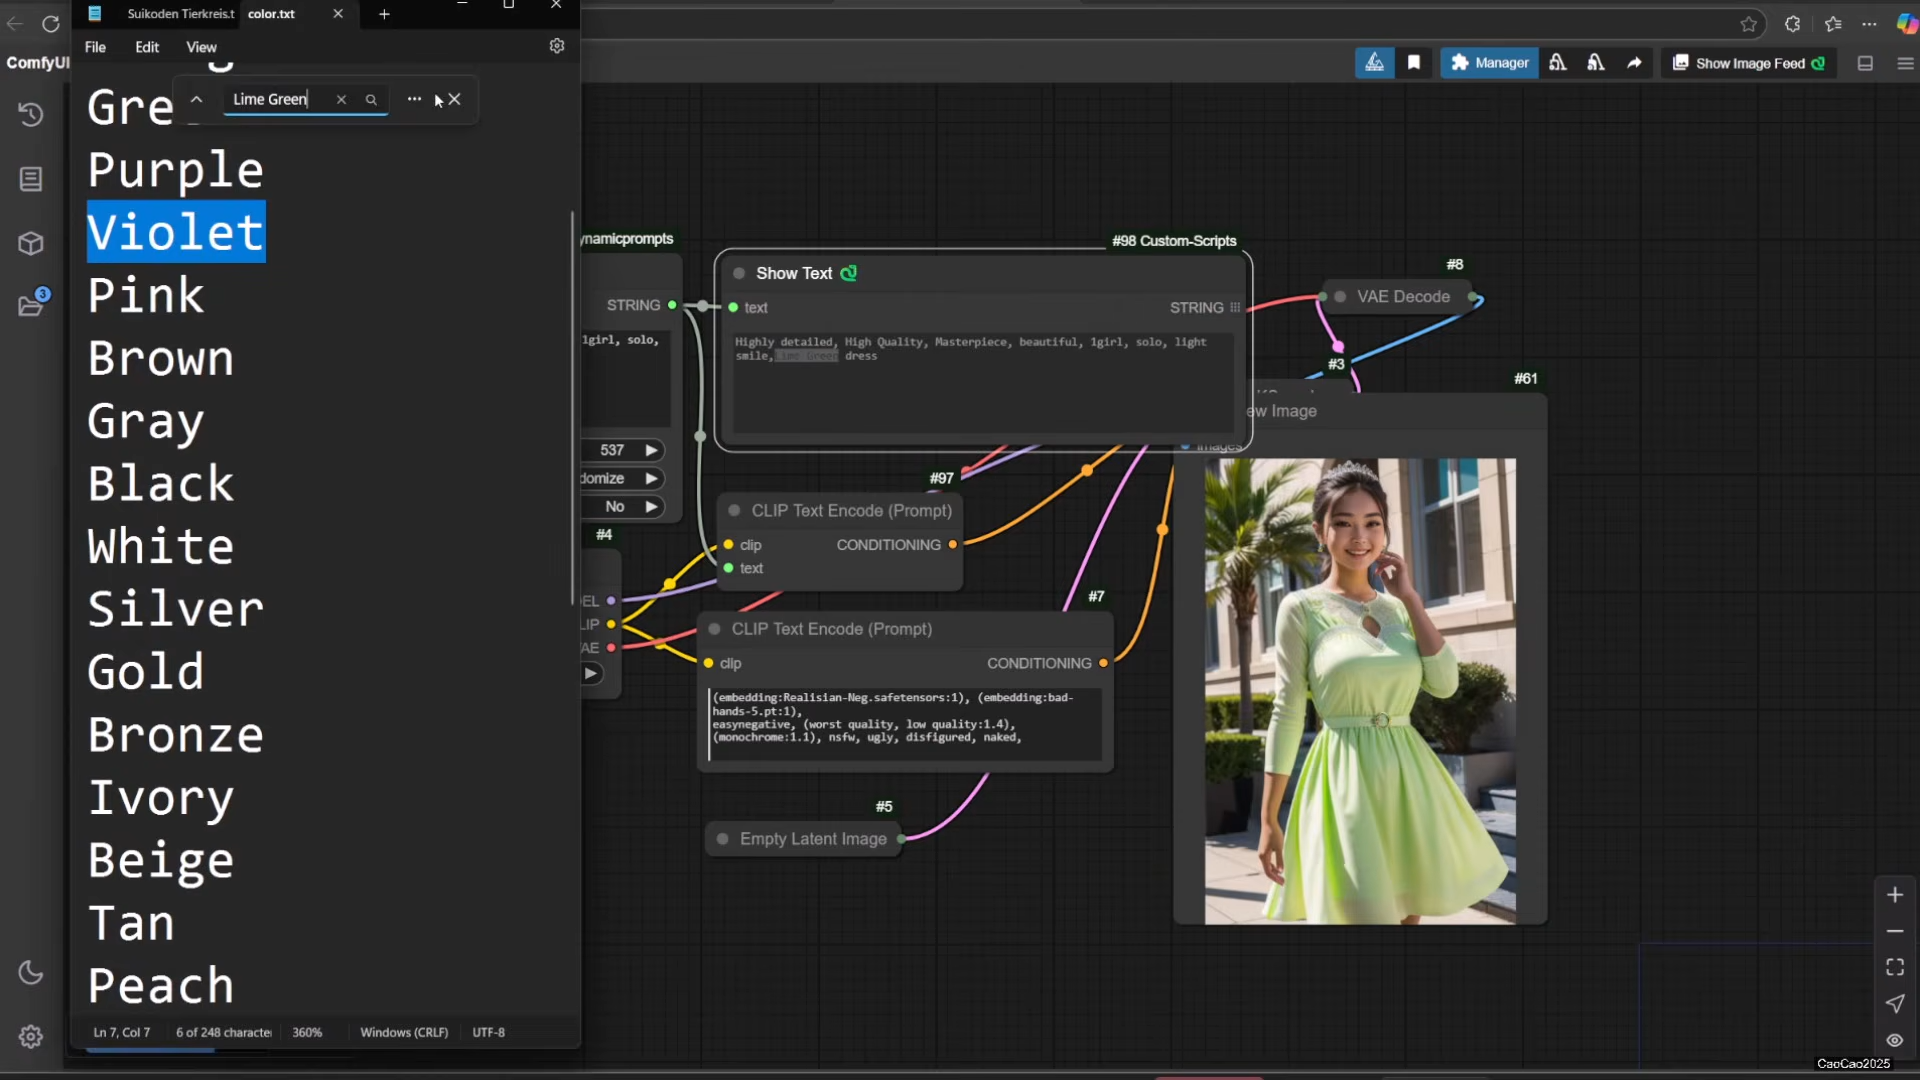 Suikoden Tierkreis.t
color.txt
File
Edit
View
Lime Green
Purple
Violet
Pink
Brown
Gray
Black
White
Silver
Gold
Bronze
Ivory
Beige
Tan
Peach
Ln 7, Col 7
6 of 248 character
360%
Windows (CRLF)
UTF-8
ComfyUI
3
Manager
Show Image Feed
ynamicprompts
STRING
1girl, solo,
537
domize
No
#4
EL
LIP
AE
#98 Custom-Scripts
Show Text
text
STRING
Highly detailed, High Quality, Masterpiece, beautiful, 1girl, solo, light
smile,Lime Green dress
#97
CLIP Text Encode (Prompt)
clip
CONDITIONING
text
#7
CLIP Text Encode (Prompt)
clip
CONDITIONING
(embedding:Realisian-Neg.safetensors:1), (embedding:bad-
hands-5.pt:1),
easynegative, (worst quality, low quality:1.4),
(monochrome:1.1), nsfw, ugly, disfigured, naked,
#5
Empty Latent Image
#8
VAE Decode
#3
#61
ew Image
images
CaoCao2025